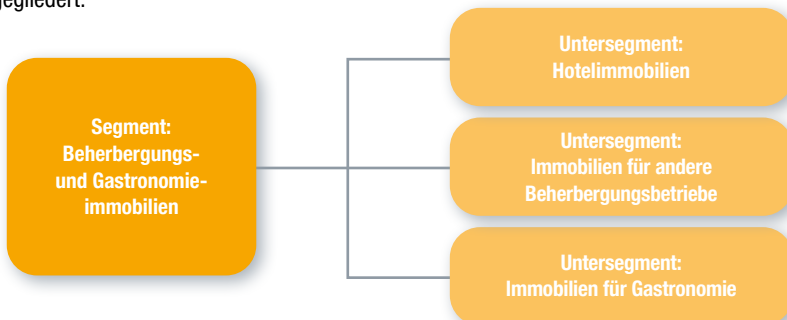 gegliedert:
Segment:
Beherbergungs-
und Gastronomie-
immobilien
Untersegment:
Hotelimmobilien
Untersegment:
Immobilien für andere
Beherbergungsbetriebe
Untersegment:
Immobilien für Gastronomie